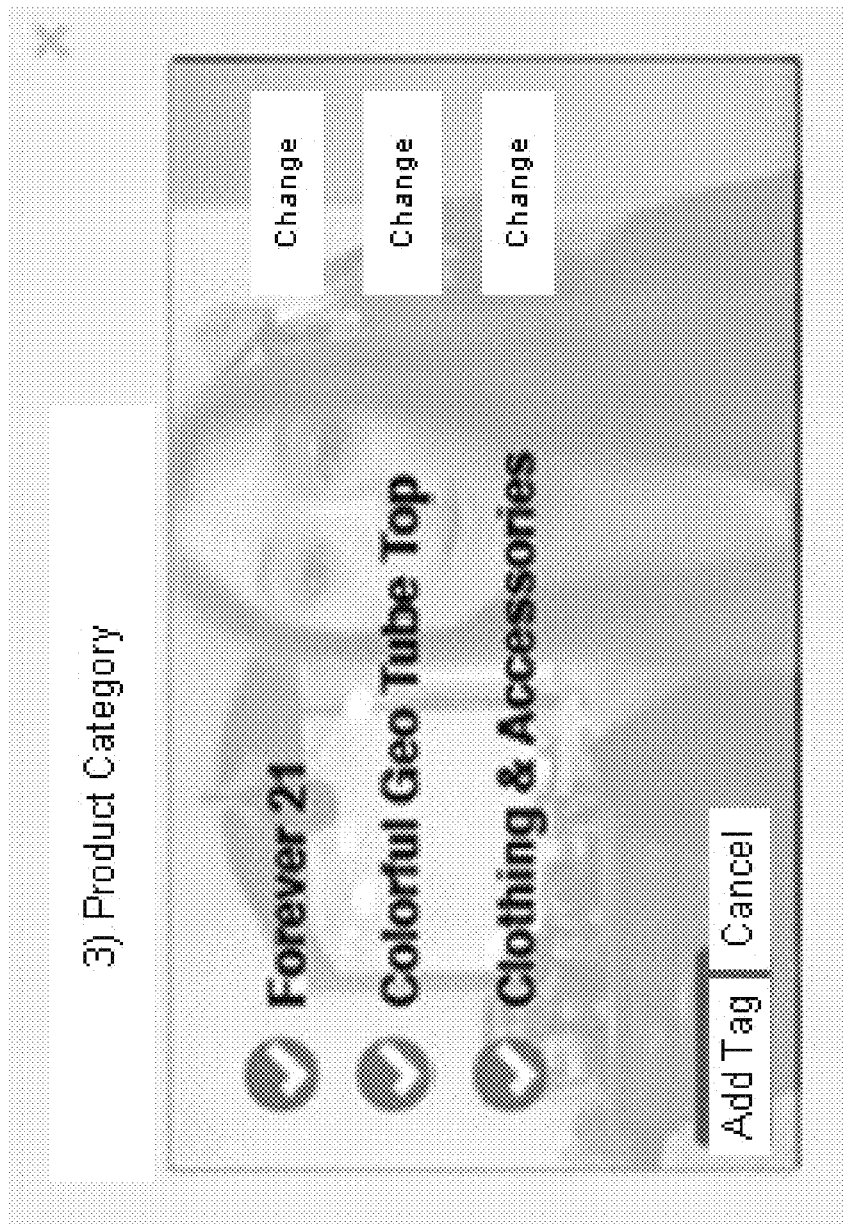 3) Product Category
Forever 21
Change
Colorful Geo Tube Top
Change
Clothing & Accessories
Change
Add Tag
Cancel